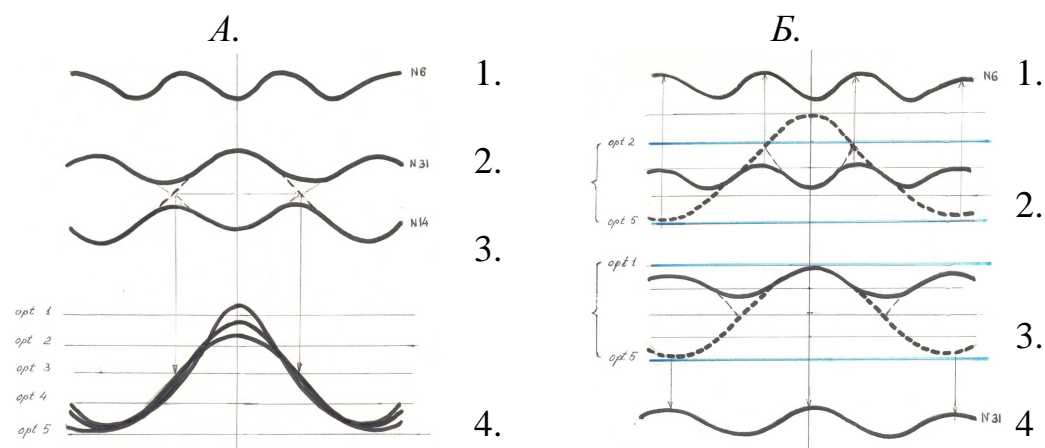 А.
N6 1.
N31 2.
N14 3.
opt 1
opt 2
opt 3
opt 4
opt 5 4.
Б.
N6 1.
opt 2
opt 5 2.
opt 1
opt 5 3.
N31 4